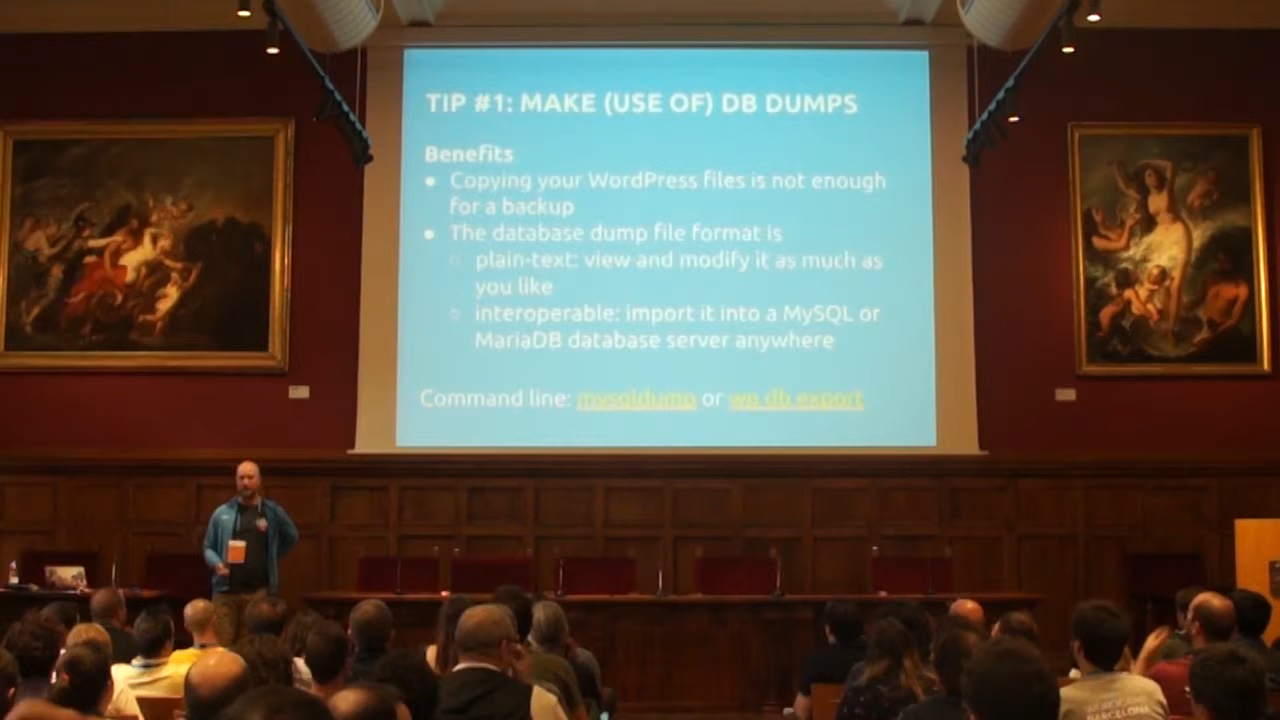 TIP #1: MAKE (USE OF) DB DUMPS
Benefits
● Copying your WordPress files is not enough
for a backup
● The database dump file format is
○ plain-text: view and modify it as much as
you like
○ interoperable: import it into a MySQL or
MariaDB database server anywhere
Command line: mysqldump or wp db export
BARCELONA